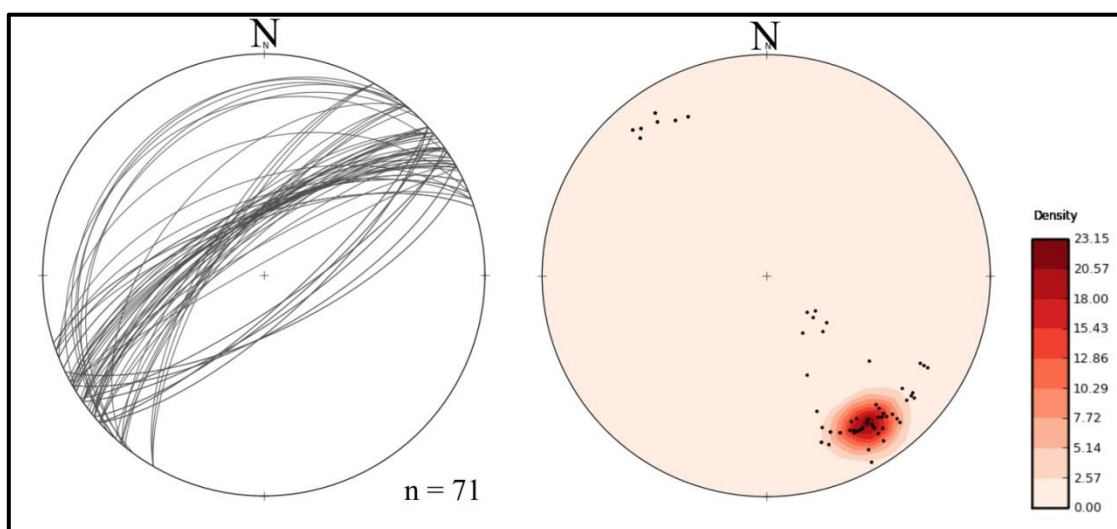 N
N
n = 71
N
N
Density
23.15
20.57
18.00
15.43
12.86
10.29
7.72
5.14
2.57
0.00